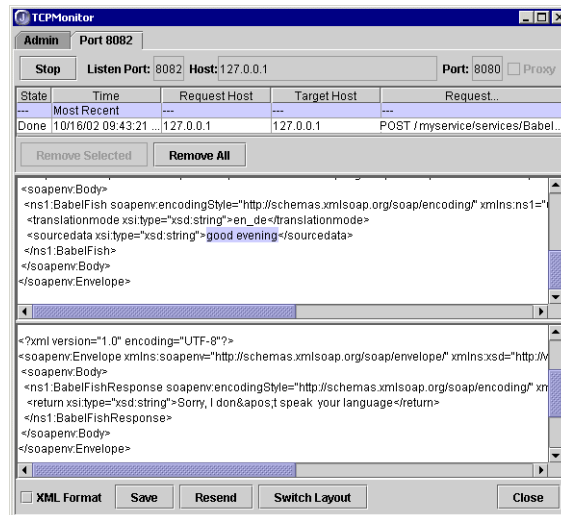 TCPMonitor
Admin Port 8082
Stop Listen Port: 8082 Host: 127.0.0.1 Port: 8080 Proxy
State Time Request Host Target Host Request...
--- Most Recent --- --- ---
Done 10/16/02 09:43:21 ... 127.0.0.1 127.0.0.1 POST /myservice/services/Babel...
Remove Selected Remove All
<soapenv:Body>
<ns1:BabelFish soapenv:encodingStyle="http://schemas.xmlsoap.org/soap/encoding/" xmlns:ns1="
<translationmode xsi:type="xsd:string">en_de</translationmode>
<sourcedata xsi:type="xsd:string">good evening</sourcedata>
</ns1:BabelFish>
</soapenv:Body>
</soapenv:Envelope>
<?xml version="1.0" encoding="UTF-8"?>
<soapenv:Envelope xmlns:soapenv="http://schemas.xmlsoap.org/soap/envelope/" xmlns:xsd="http://
<soapenv:Body>
<ns1:BabelFishResponse soapenv:encodingStyle="http://schemas.xmlsoap.org/soap/encoding/"
<return xsi:type="xsd:string">Sorry, I don&apos;t speak your language</return>
</ns1:BabelFishResponse>
</soapenv:Body>
</soapenv:Envelope>
XML Format Save Resend Switch Layout Close